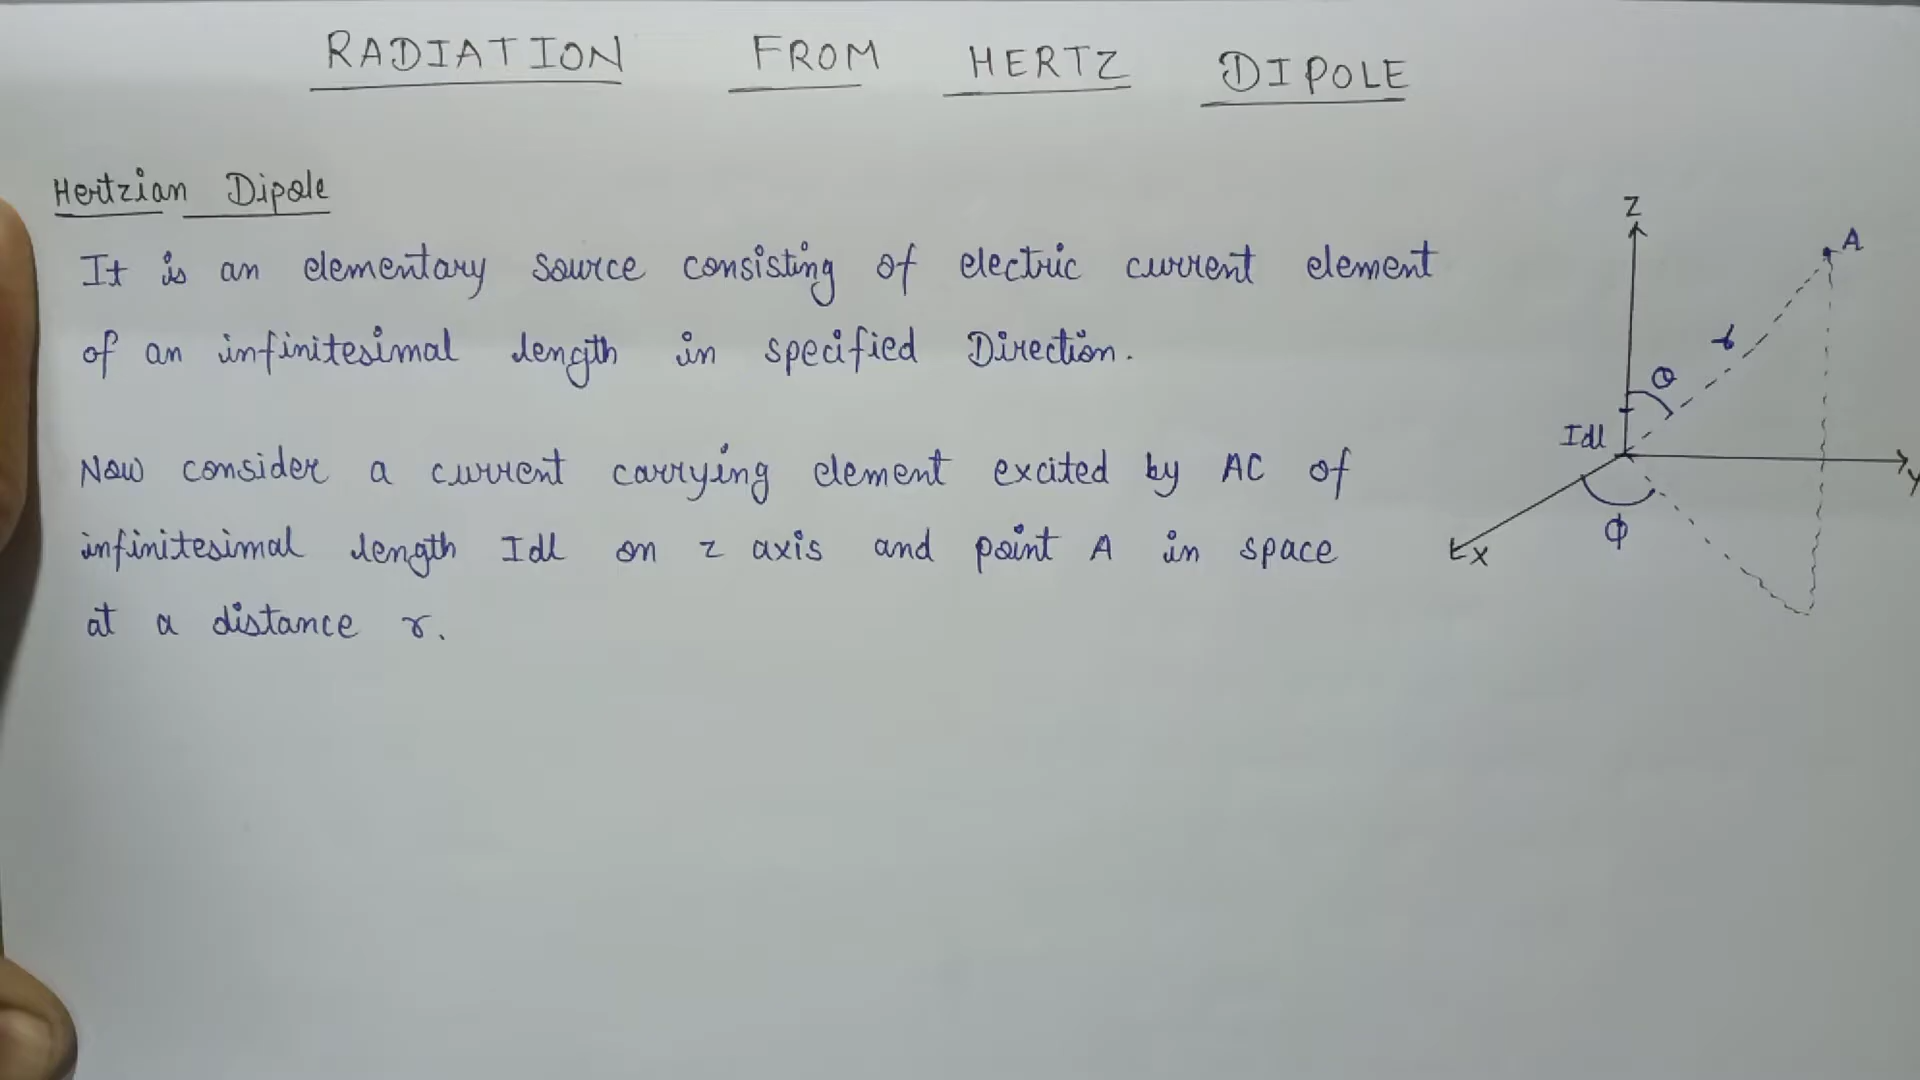 RADIATION FROM HERTZ DIPOLE
Hertzian Dipole
It is an elementary source consisting of electric current element
of an infinitesimal length in specified Direction.
Now consider a current carrying element excited by AC of
infinitesimal length Idl on z axis and point A in space
at a distance r.
Z
A
r
θ
Idl
Y
X
ϕ